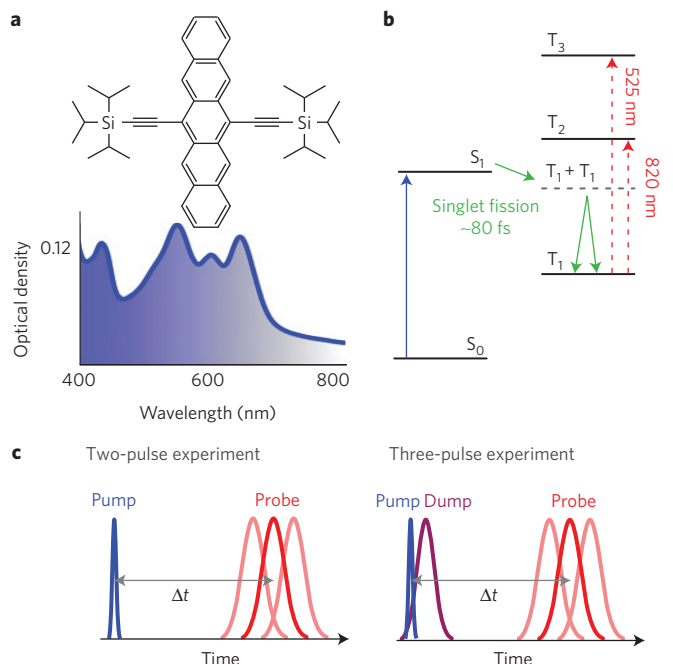 a
Si
Si
0.12
Optical density
400
600
800
Wavelength (nm)
b
T3
525 nm
T2
820 nm
S1
T1 + T1
Singlet fission
~80 fs
T1
S0
c
Two-pulse experiment
Pump
Probe
Δt
Time
Three-pulse experiment
Pump Dump
Probe
Δt
Time